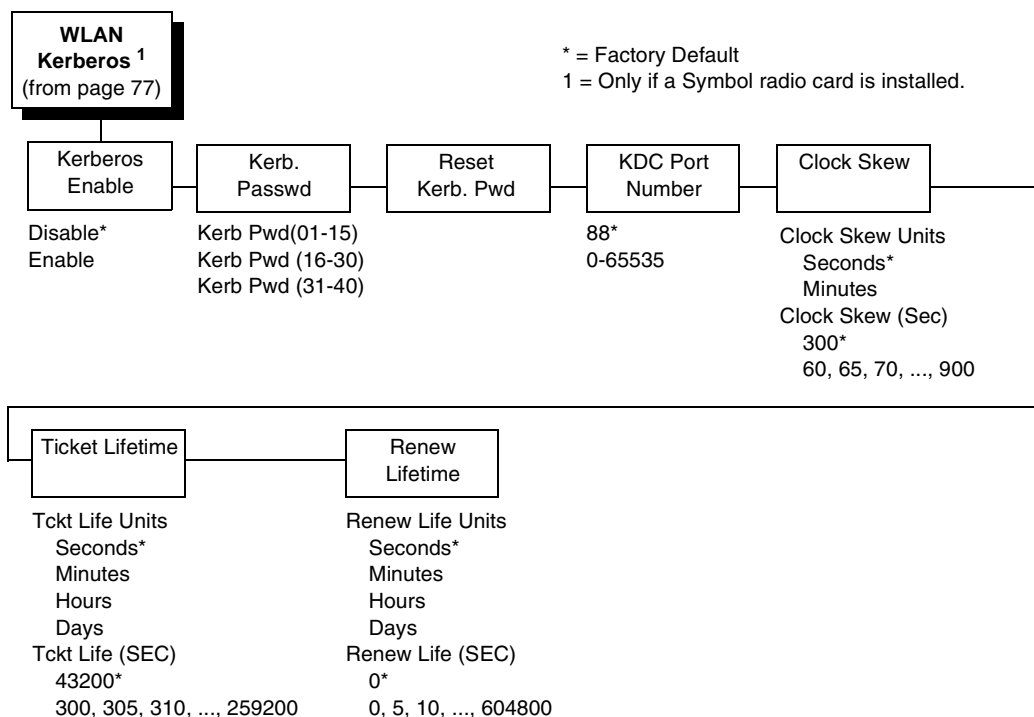 WLAN
Kerberos 1
(from page 77)
* = Factory Default
1 = Only if a Symbol radio card is installed.
Kerberos
Enable
Disable*
Enable
Kerb.
Passwd
Kerb Pwd(01-15)
Kerb Pwd (16-30)
Kerb Pwd (31-40)
Reset
Kerb. Pwd
KDC Port
Number
88*
0-65535
Clock Skew
Clock Skew Units
Seconds*
Minutes
Clock Skew (Sec)
300*
60, 65, 70, ..., 900
Ticket Lifetime
Tckt Life Units
Seconds*
Minutes
Hours
Days
Tckt Life (SEC)
43200*
300, 305, 310, ..., 259200
Renew
Lifetime
Renew Life Units
Seconds*
Minutes
Hours
Days
Renew Life (SEC)
0*
0, 5, 10, ..., 604800